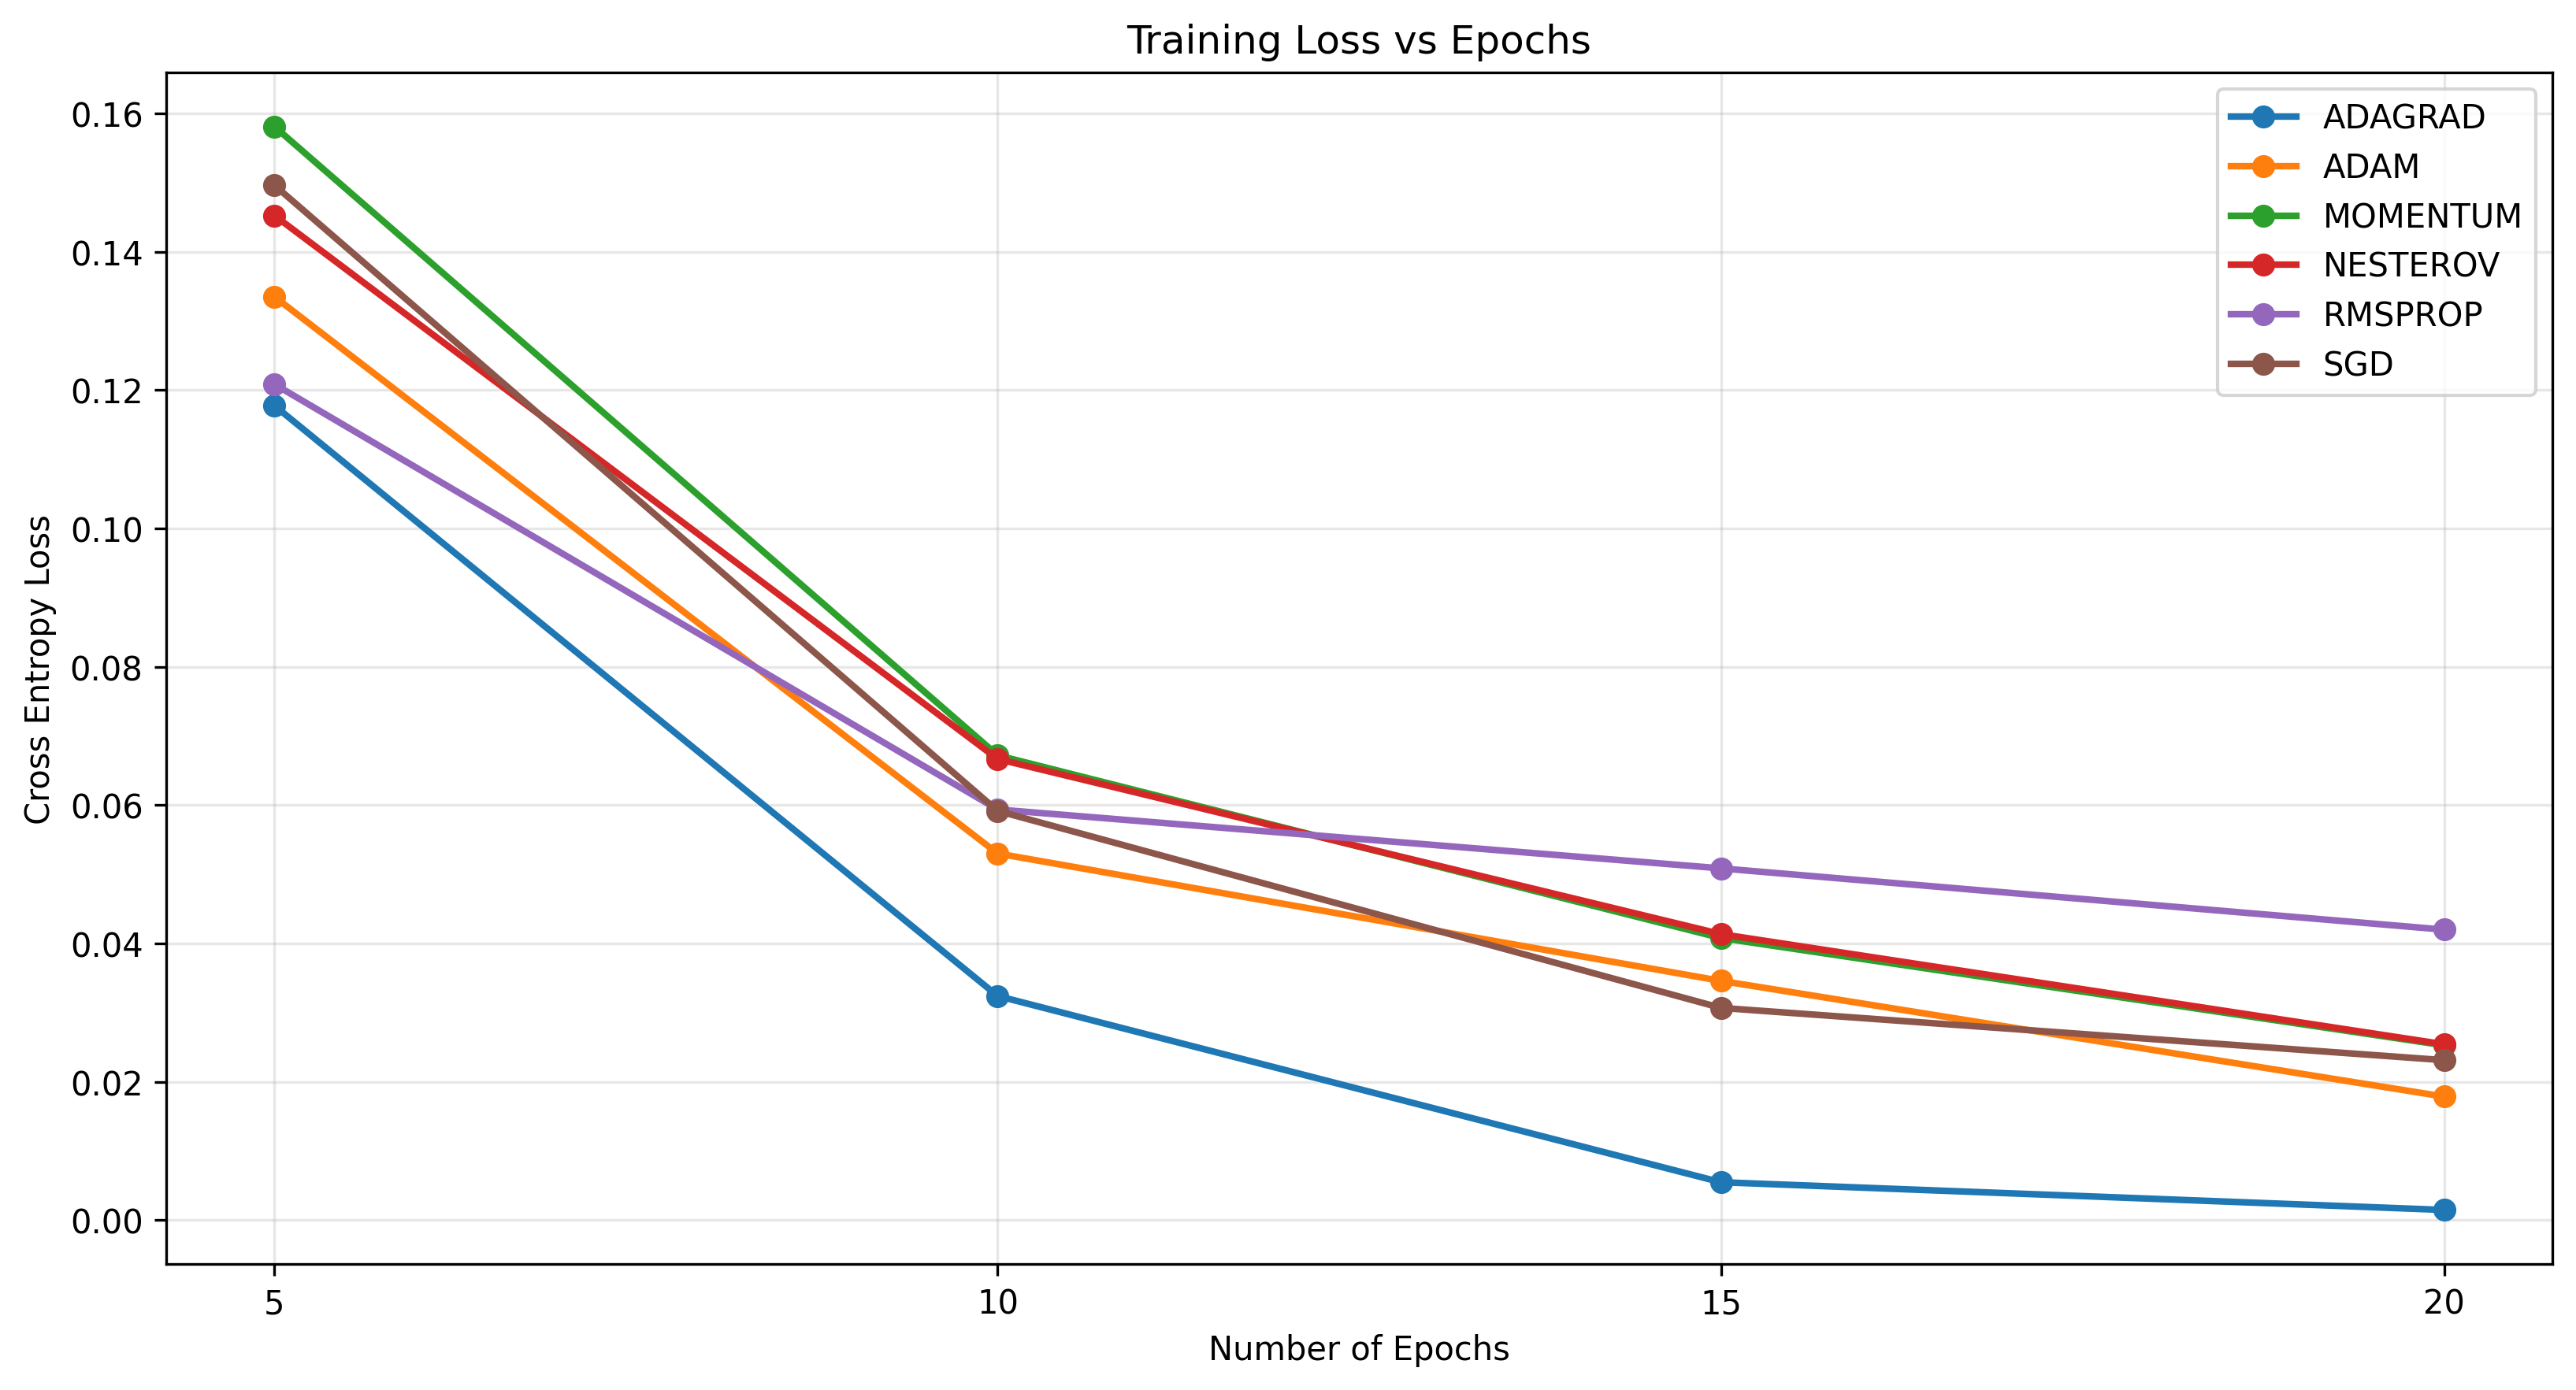 Training Loss vs Epochs
0.16
0.14
0.12
0.10
0.08
0.06
0.04
0.02
0.00
Cross Entropy Loss
ADAGRAD
ADAM
MOMENTUM
NESTEROV
RMSPROP
SGD
5 10 15 20
Number of Epochs